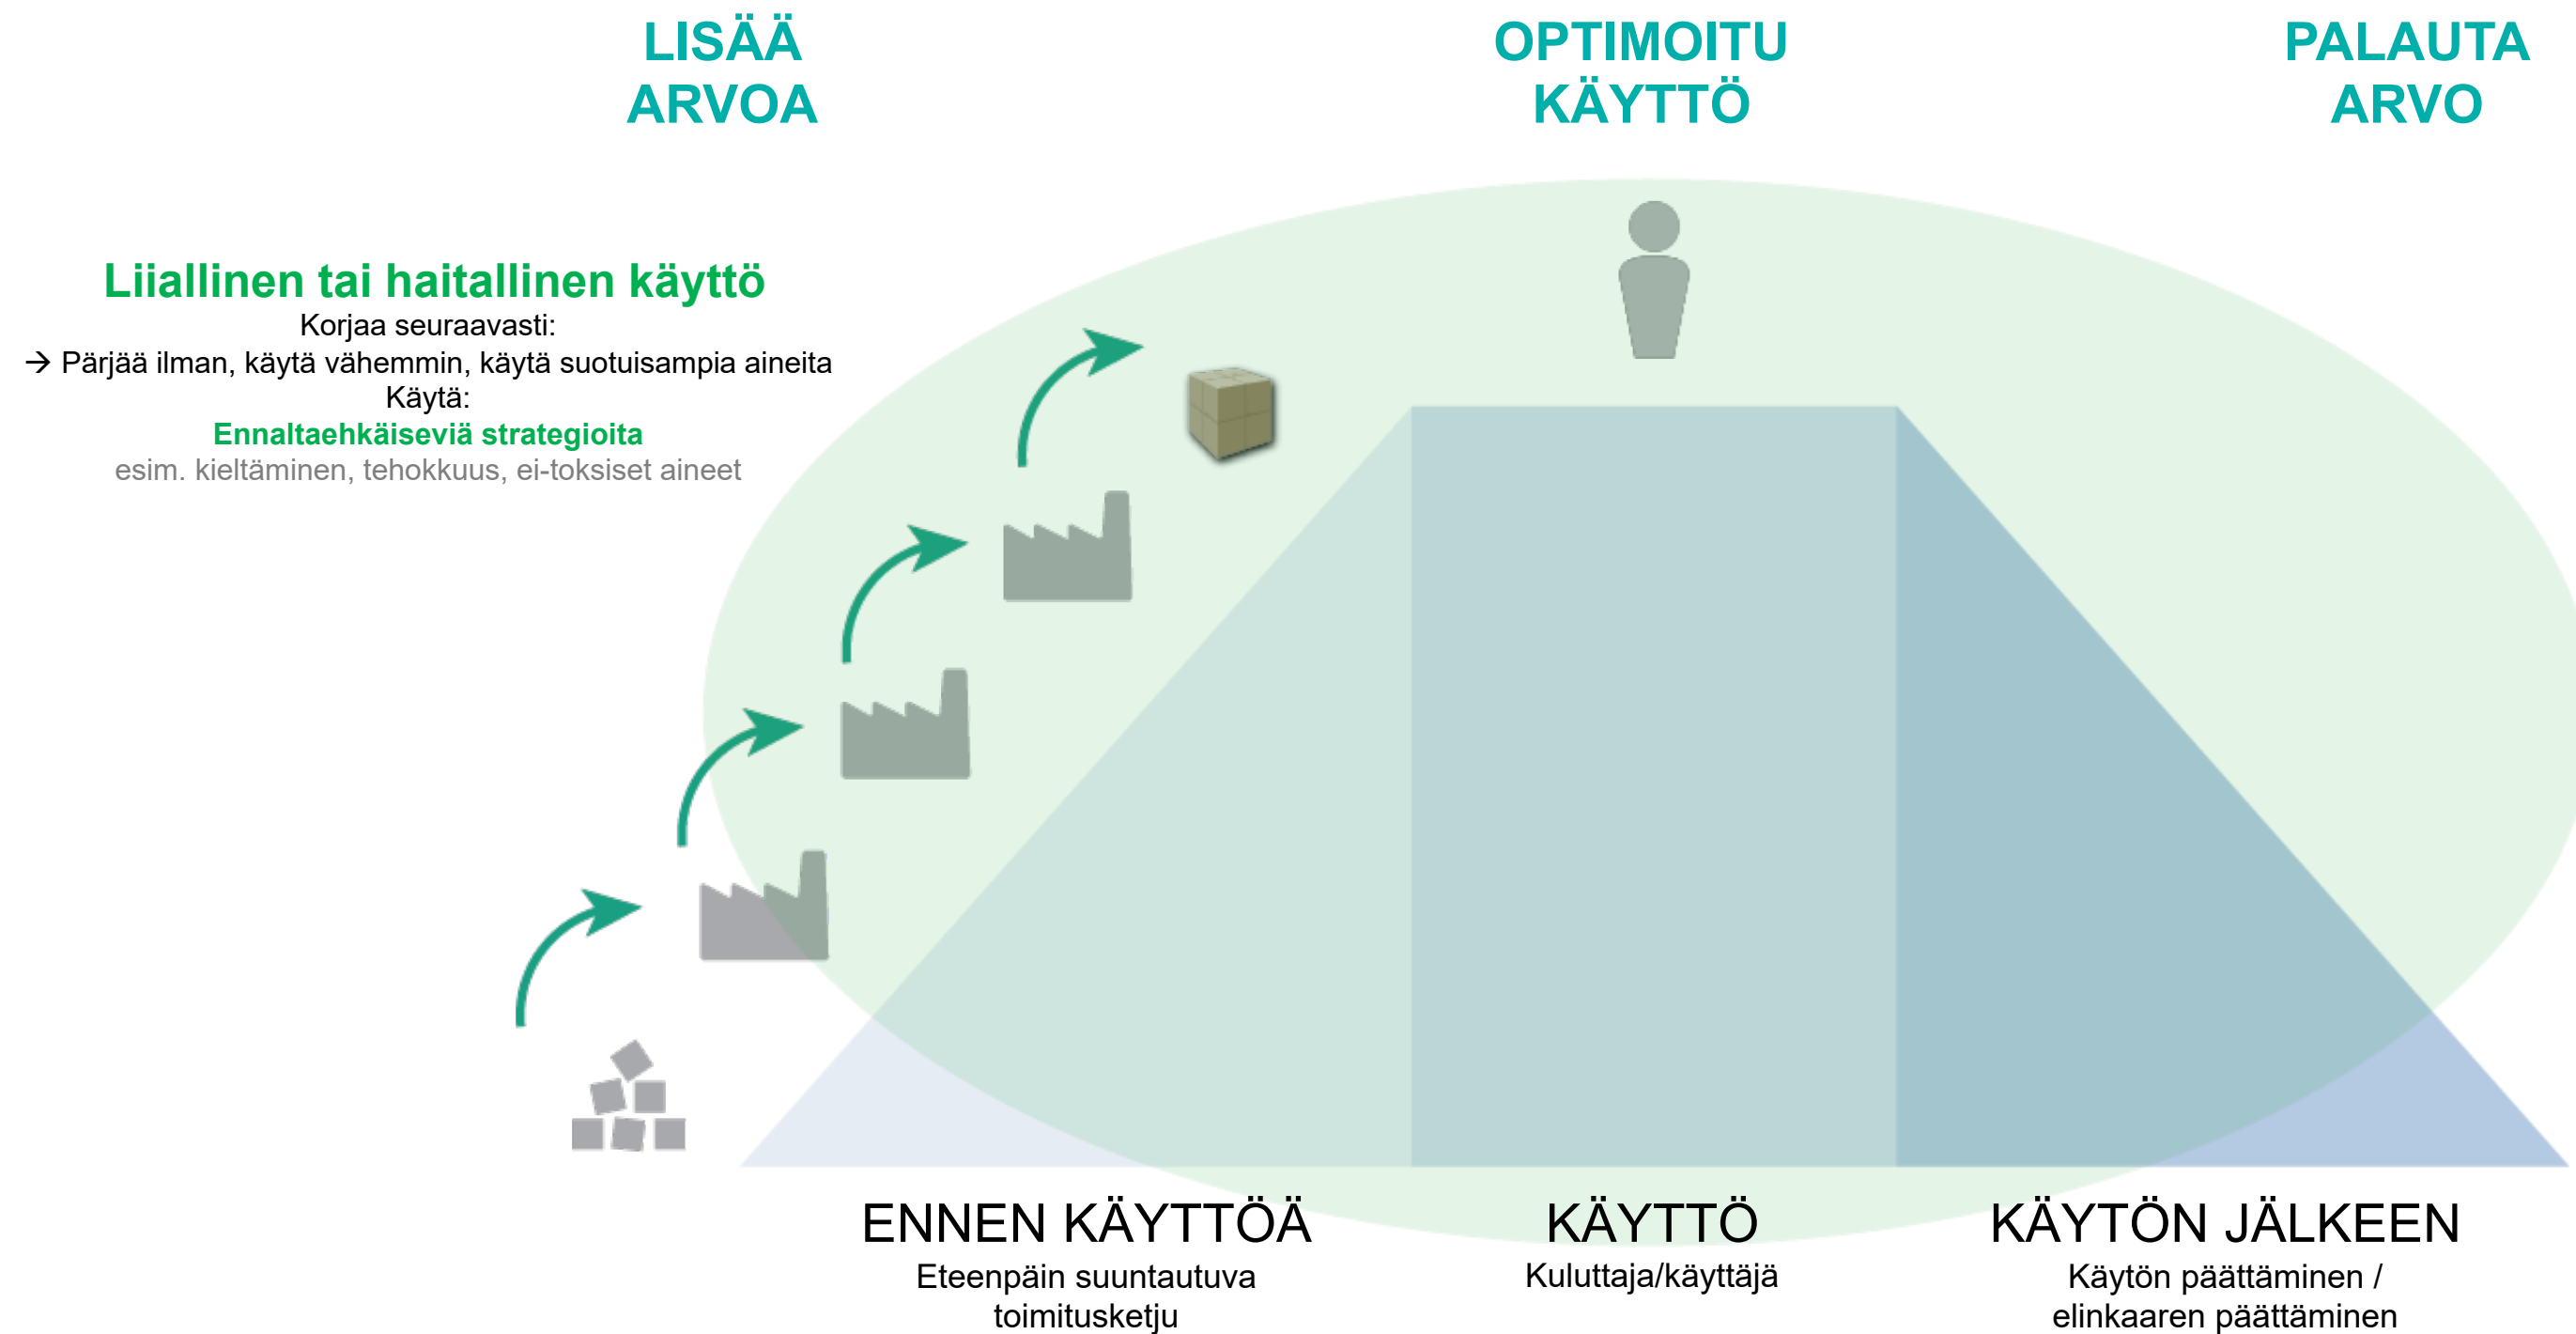 LISÄÄ
ARVOA
OPTIMOITU
KÄYTTÖ
PALAUTA
ARVO
Liiallinen tai haitallinen käyttö
Korjaa seuraavasti:
→ Pärjää ilman, käytä vähemmin, käytä suotuisampia aineita
Käytä:
Ennaltaehkäiseviä strategioita
esim. kieltäminen, tehokkuus, ei-toksiset aineet
ENNEN KÄYTTÖÄ
Eteenpäin suuntautuva
toimitusketju
KÄYTTÖ
Kuluttaja/käyttäjä
KÄYTÖN JÄLKEEN
Käytön päättäminen /
elinkaaren päättäminen